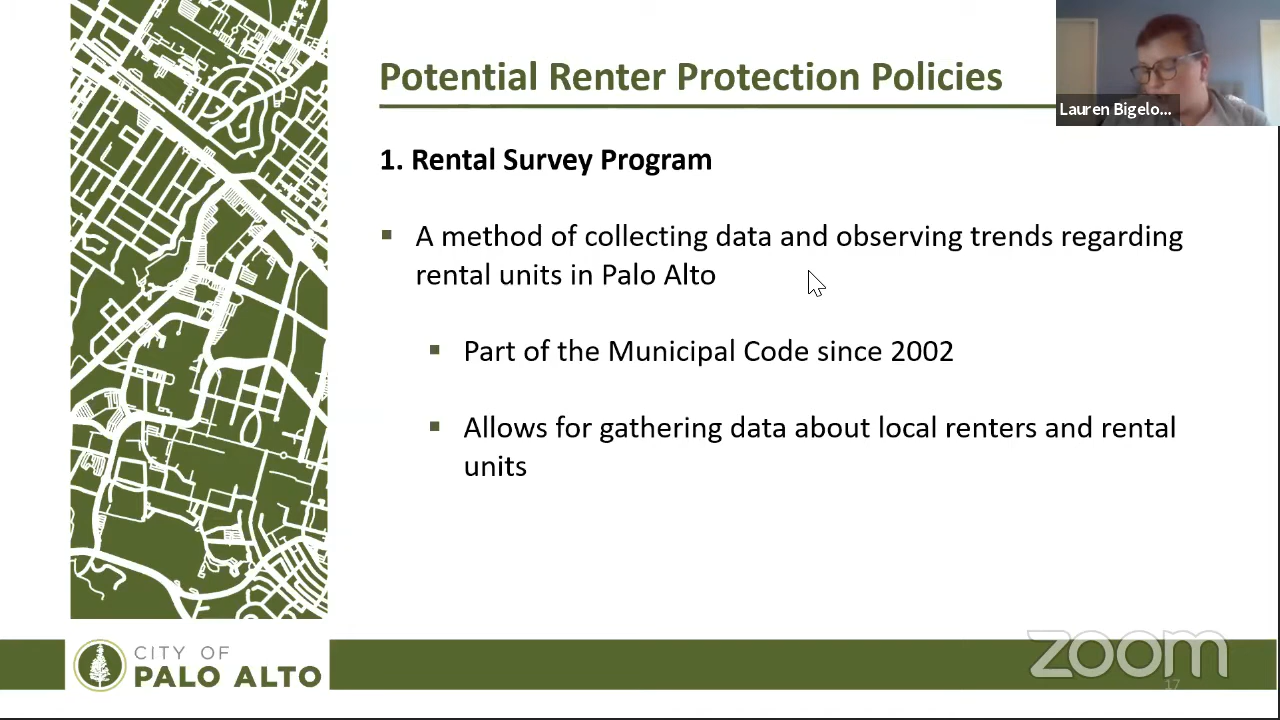 Potential Renter Protection Policies
Lauren Bigelo...
1. Rental Survey Program
▪ A method of collecting data and observing trends regarding
rental units in Palo Alto
▪ Part of the Municipal Code since 2002
▪ Allows for gathering data about local renters and rental
units
CITY OF
PALO ALTO
zoom
17